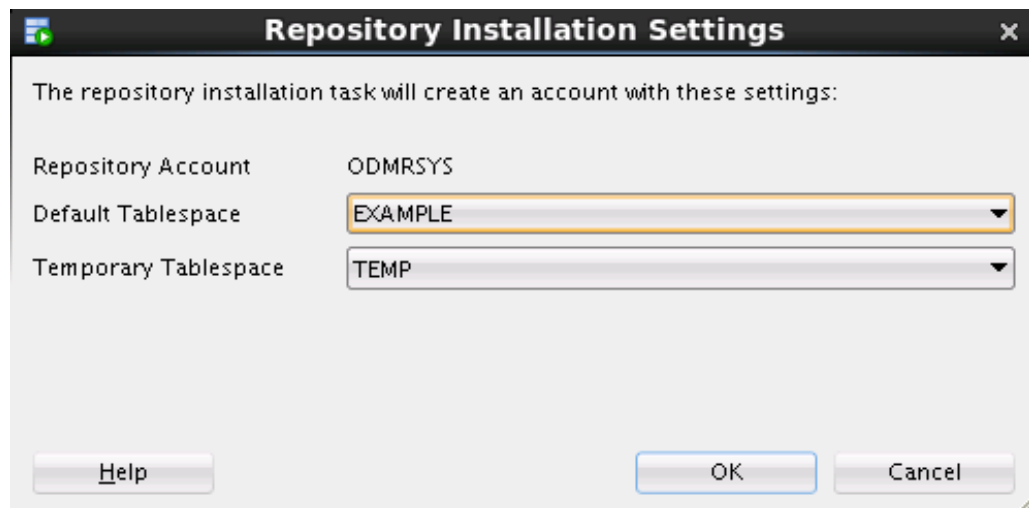 Repository Installation Settings
The repository installation task will create an account with these settings:
Repository Account ODMRSYS
Default Tablespace EXAMPLE
Temporary Tablespace TEMP
Help OK Cancel